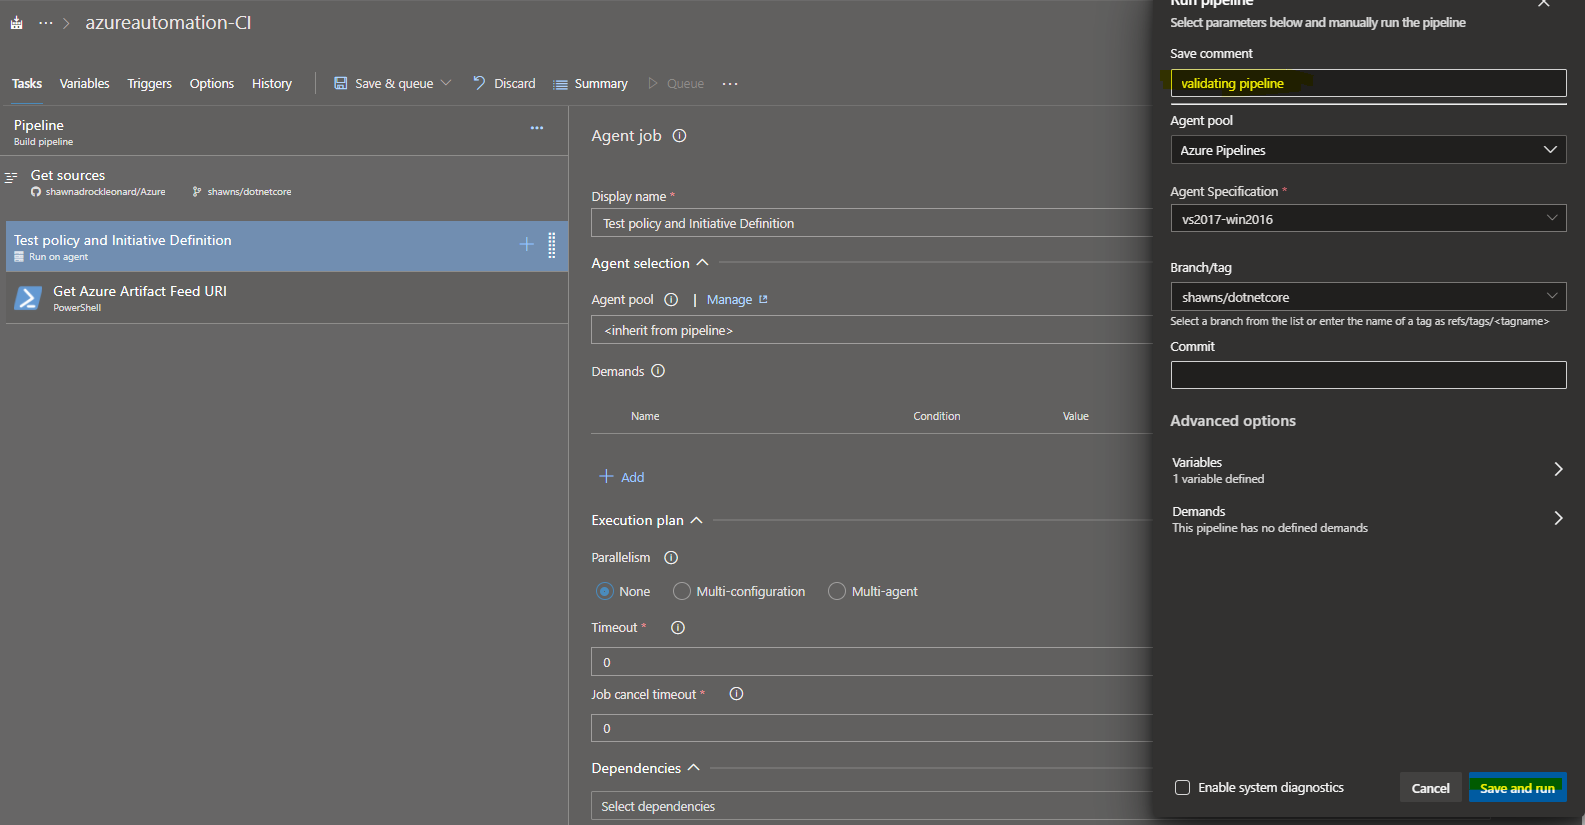 azureautomation-CI
Tasks Variables Triggers Options History Save & queue Discard Summary Queue ...
Pipeline
Build pipeline
Get sources
shawnadrockleonard/Azure shawns/dotnetcore
Test policy and Initiative Definition
Run on agent
Get Azure Artifact Feed URI
PowerShell
Agent job
Display name *
Test policy and Initiative Definition
Agent selection
Agent pool | Manage
<inherit from pipeline>
Demands
Name Condition Value
+ Add
Execution plan
Parallelism
None Multi-configuration Multi-agent
Timeout *
0
Job cancel timeout *
0
Dependencies
Select dependencies
Run pipeline
Select parameters below and manually run the pipeline
Save comment
validating pipeline
Agent pool
Azure Pipelines
Agent Specification *
vs2017-win2016
Branch/tag
shawns/dotnetcore
Select a branch from the list or enter the name of a tag as refs/tags/<tagname>
Commit
Advanced options
Variables
1 variable defined
Demands
This pipeline has no defined demands
Enable system diagnostics Cancel Save and run